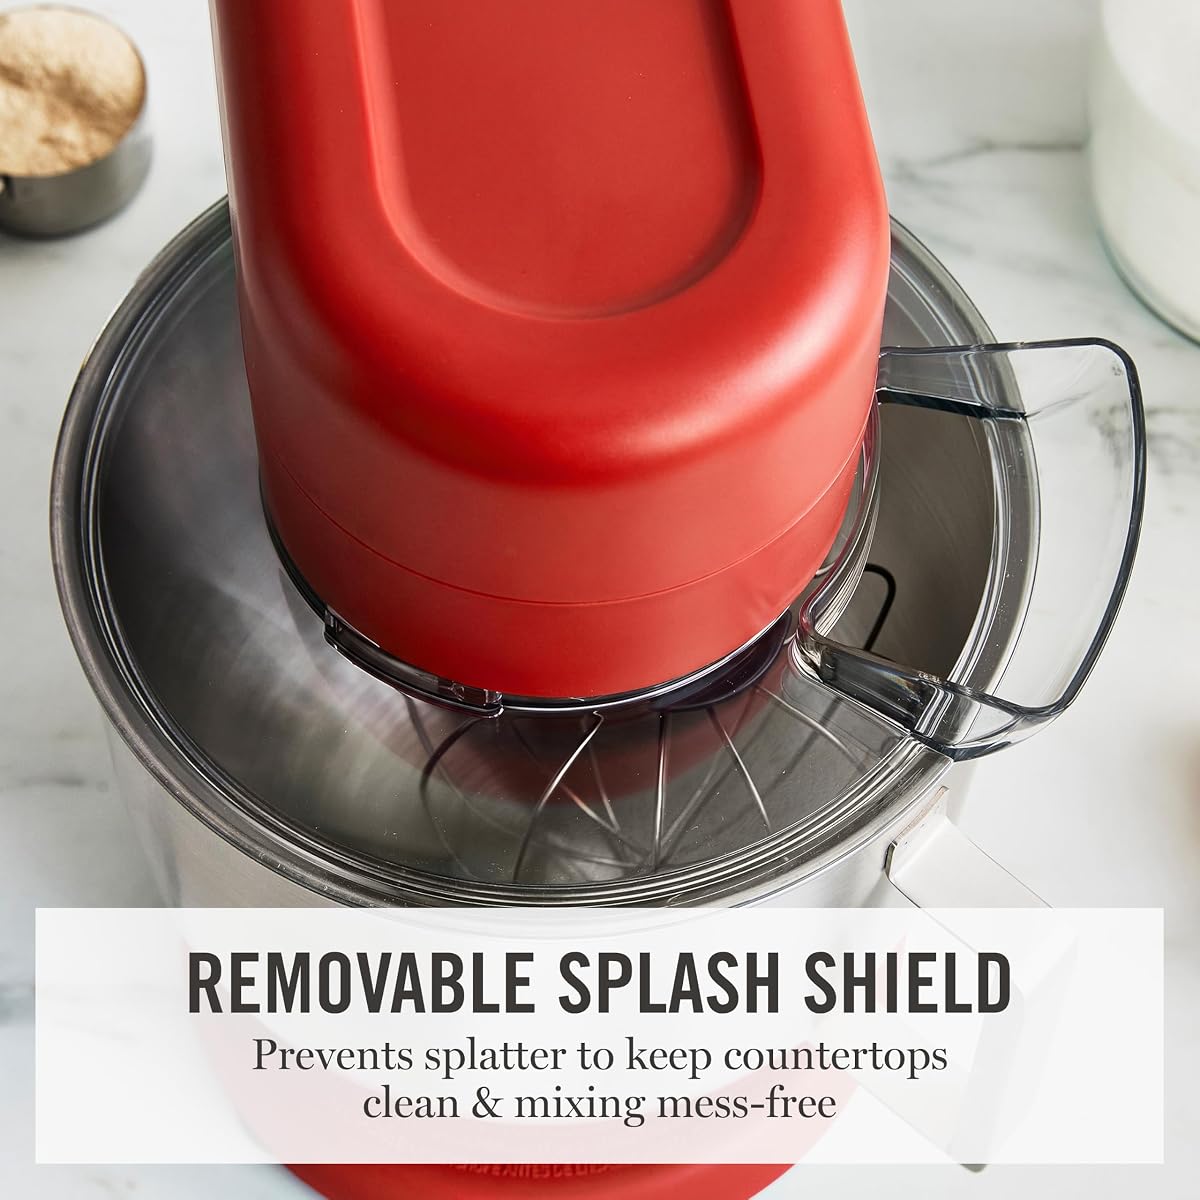 REMOVABLE SPLASH SHIELD
Prevents splatter to keep countertops
clean & mixing mess-free